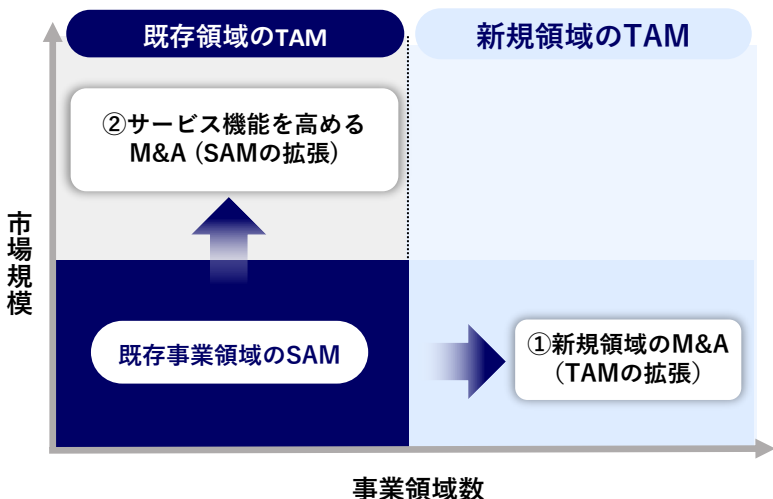 既存領域のTAM
新規領域のTAM
②サービス機能を高める
M&A (SAMの拡張）
市場規模
既存事業領域のSAM
①新規領域のM&A
（TAMの拡張）
事業領域数